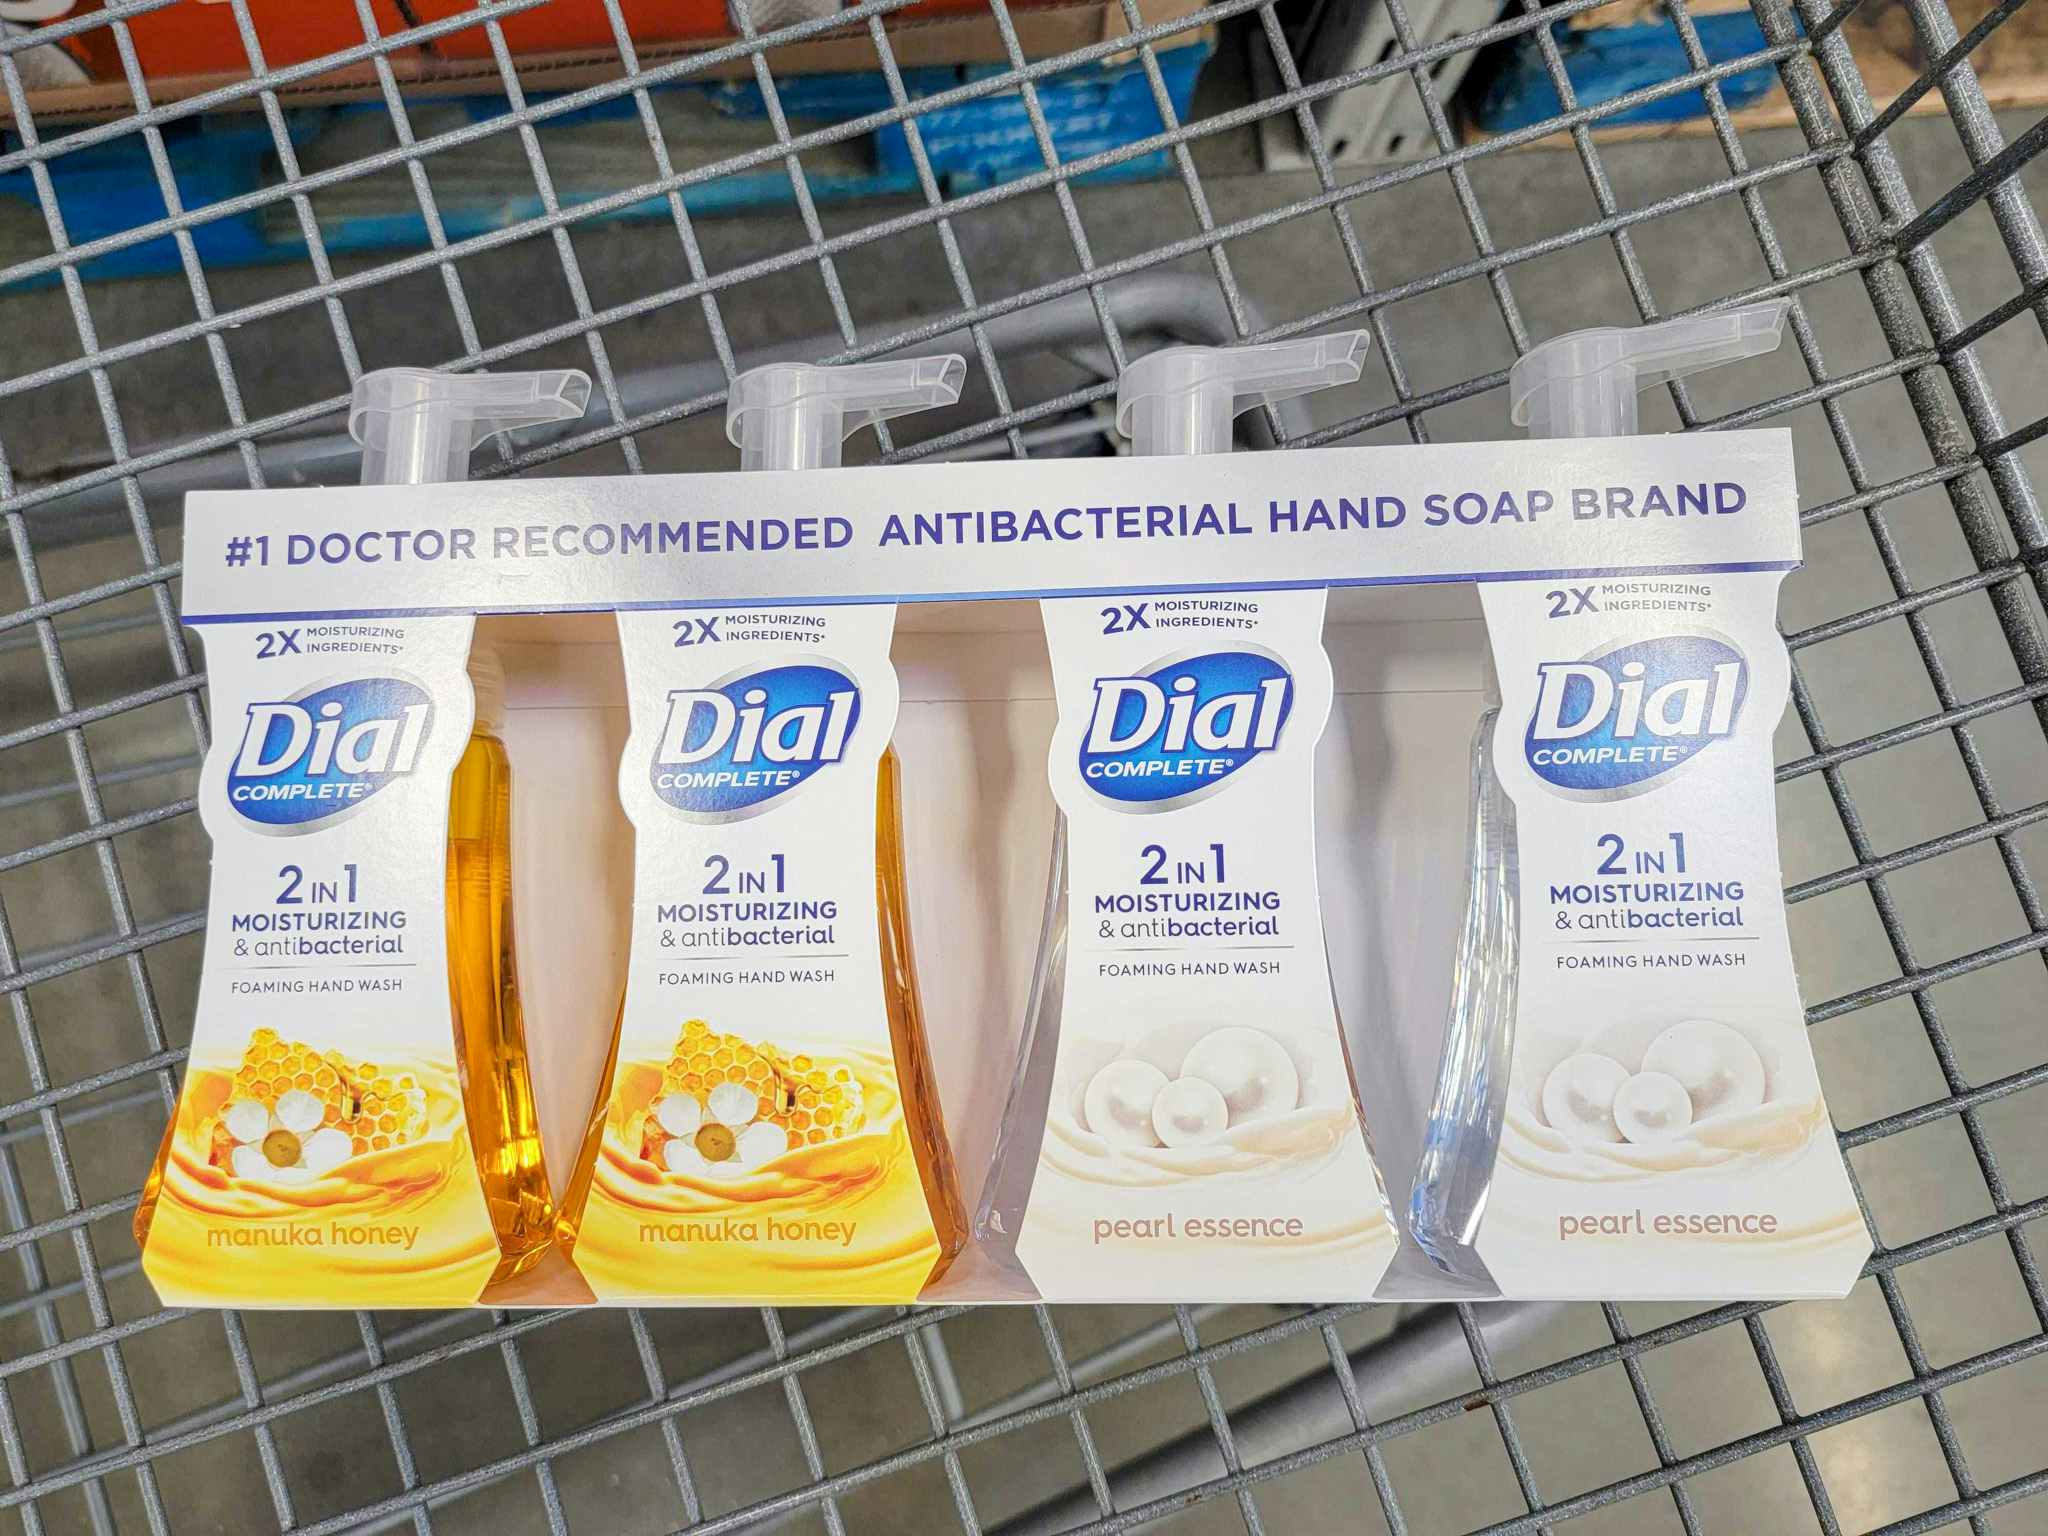 #1 DOCTOR RECOMMENDED ANTIBACTERIAL HAND SOAP BRAND
2X MOISTURIZING
INGREDIENTS*
Dial
COMPLETE®
2 IN 1
MOISTURIZING
& antibacterial
FOAMING HAND WASH
manuka honey
2X MOISTURIZING
INGREDIENTS*
Dial
COMPLETE®
2 IN 1
MOISTURIZING
& antibacterial
FOAMING HAND WASH
manuka honey
2X MOISTURIZING
INGREDIENTS*
Dial
COMPLETE®
2 IN 1
MOISTURIZING
& antibacterial
FOAMING HAND WASH
pearl essence
2X MOISTURIZING
INGREDIENTS*
Dial
COMPLETE®
2 IN 1
MOISTURIZING
& antibacterial
FOAMING HAND WASH
pearl essence